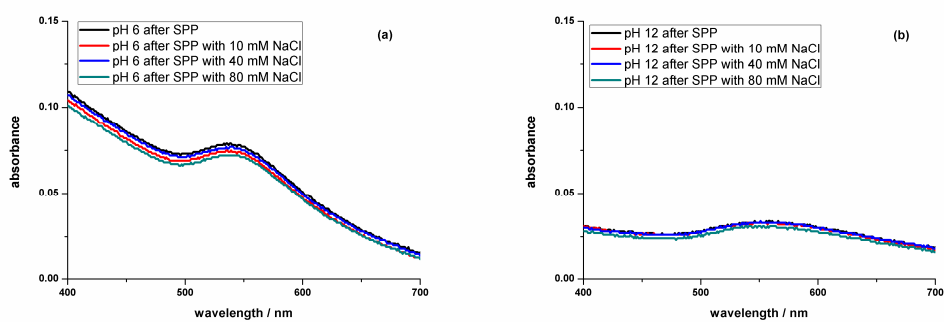 0.15
0.10
0.05
0.00
absorbance
pH 6 after SPP
pH 6 after SPP with 10 mM NaCl
pH 6 after SPP with 40 mM NaCl
pH 6 after SPP with 80 mM NaCl
(a)
400
500
600
700
wavelength / nm
0.15
0.10
0.05
0.00
absorbance
pH 12 after SPP
pH 12 after SPP with 10 mM NaCl
pH 12 after SPP with 40 mM NaCl
pH 12 after SPP with 80 mM NaCl
(b)
400
500
600
700
wavelength / nm